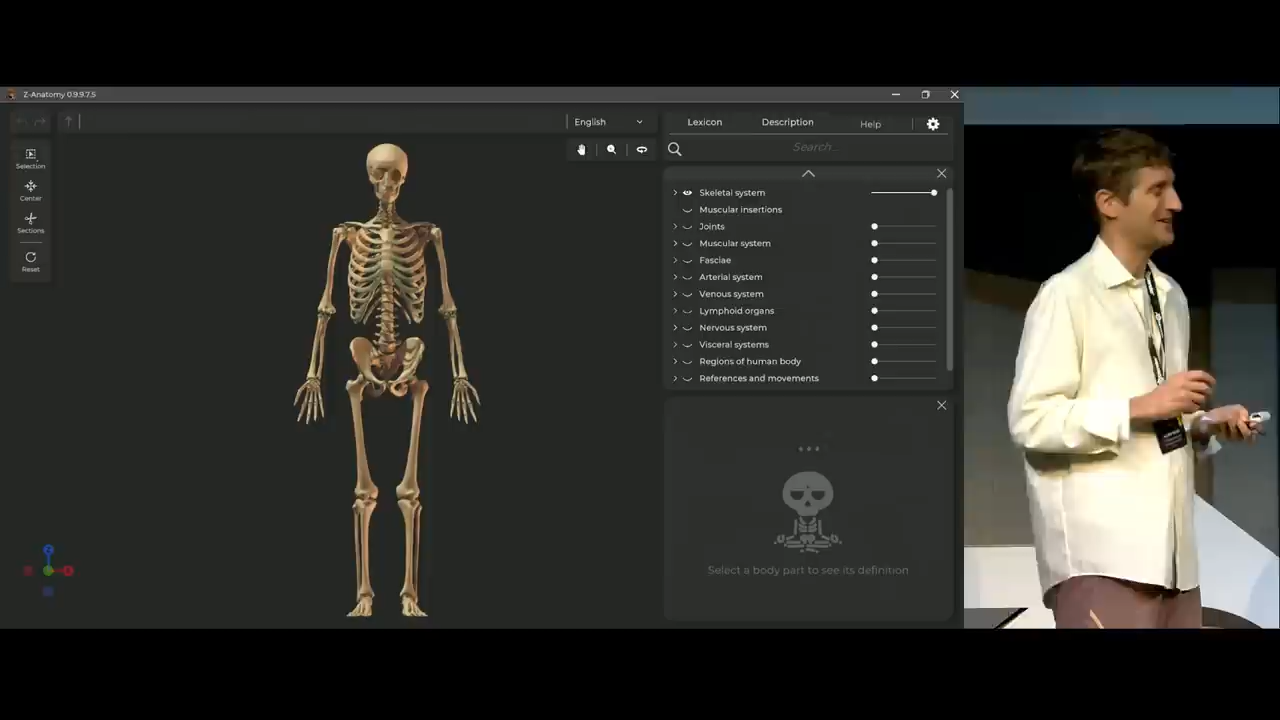 Z-Anatomy 0.9.9.7.5
English
Lexicon Description Help
Selection
Center
Sections
Reset
Search...
Skeletal system
Muscular insertions
Joints
Muscular system
Fasciae
Arterial system
Venous system
Lymphoid organs
Nervous system
Visceral systems
Regions of human body
References and movements
Select a body part to see its definition
Z